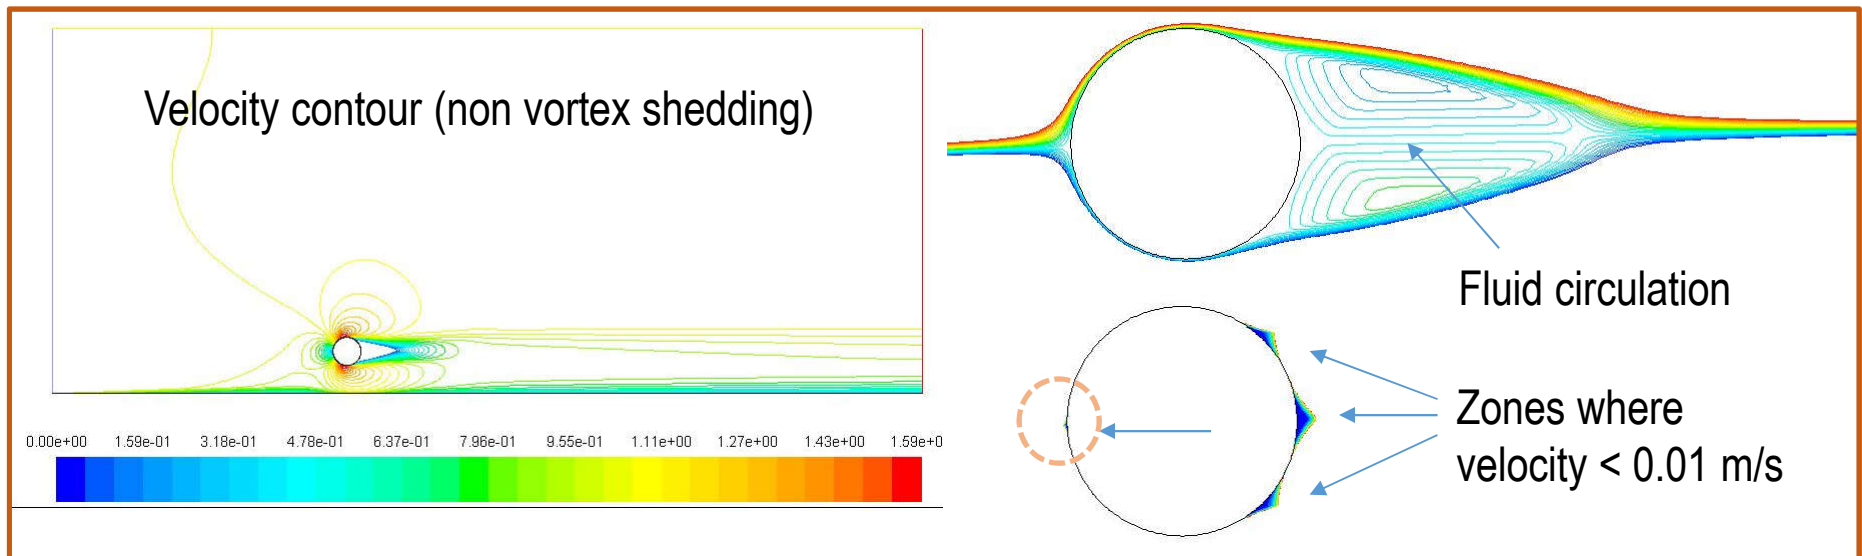 Velocity contour (non vortex shedding)
0.00e+00 1.59e-01 3.18e-01 4.78e-01 6.37e-01 7.96e-01 9.55e-01 1.11e+00 1.27e+00 1.43e+00 1.59e+0
Fluid circulation
Zones where
velocity < 0.01 m/s